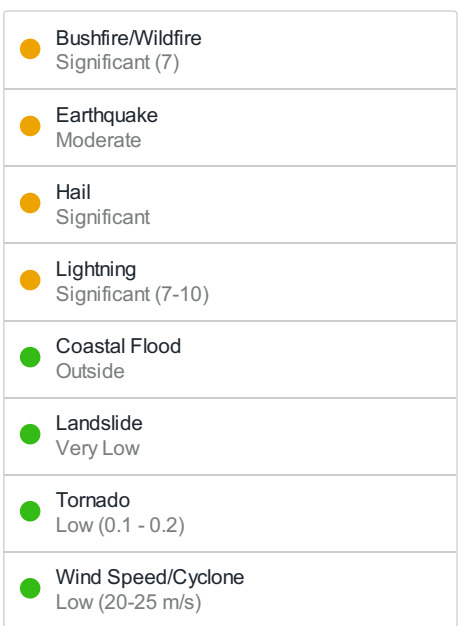 Bushfire/Wildfire
Significant (7)
Earthquake
Moderate
Hail
Significant
Lightning
Significant (7-10)
Coastal Flood
Outside
Landslide
Very Low
Tornado
Low (0.1 - 0.2)
Wind Speed/Cyclone
Low (20-25 m/s)